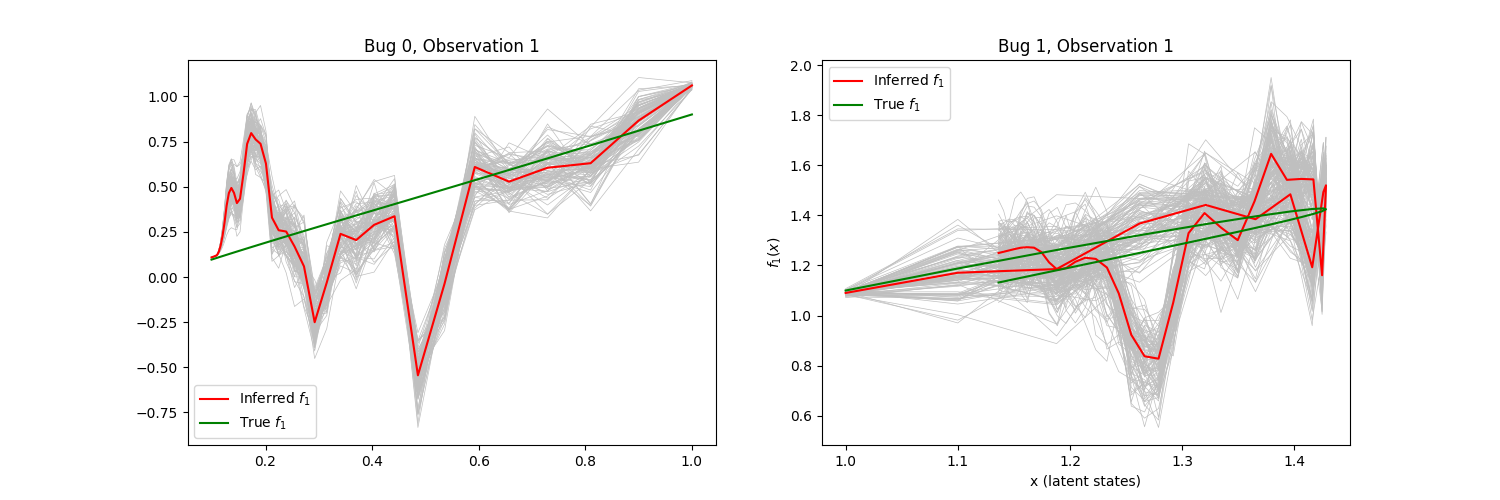 Bug 0, Observation 1
1.00
0.75
0.50
0.25
0.00
−0.25
−0.50
−0.75
Inferred f₁
True f₁
0.2 0.4 0.6 0.8 1.0
Bug 1, Observation 1
2.0
1.8
1.6
1.4
1.2
1.0
0.8
0.6
f₁(x)
Inferred f₁
True f₁
1.0 1.1 1.2 1.3 1.4
x (latent states)